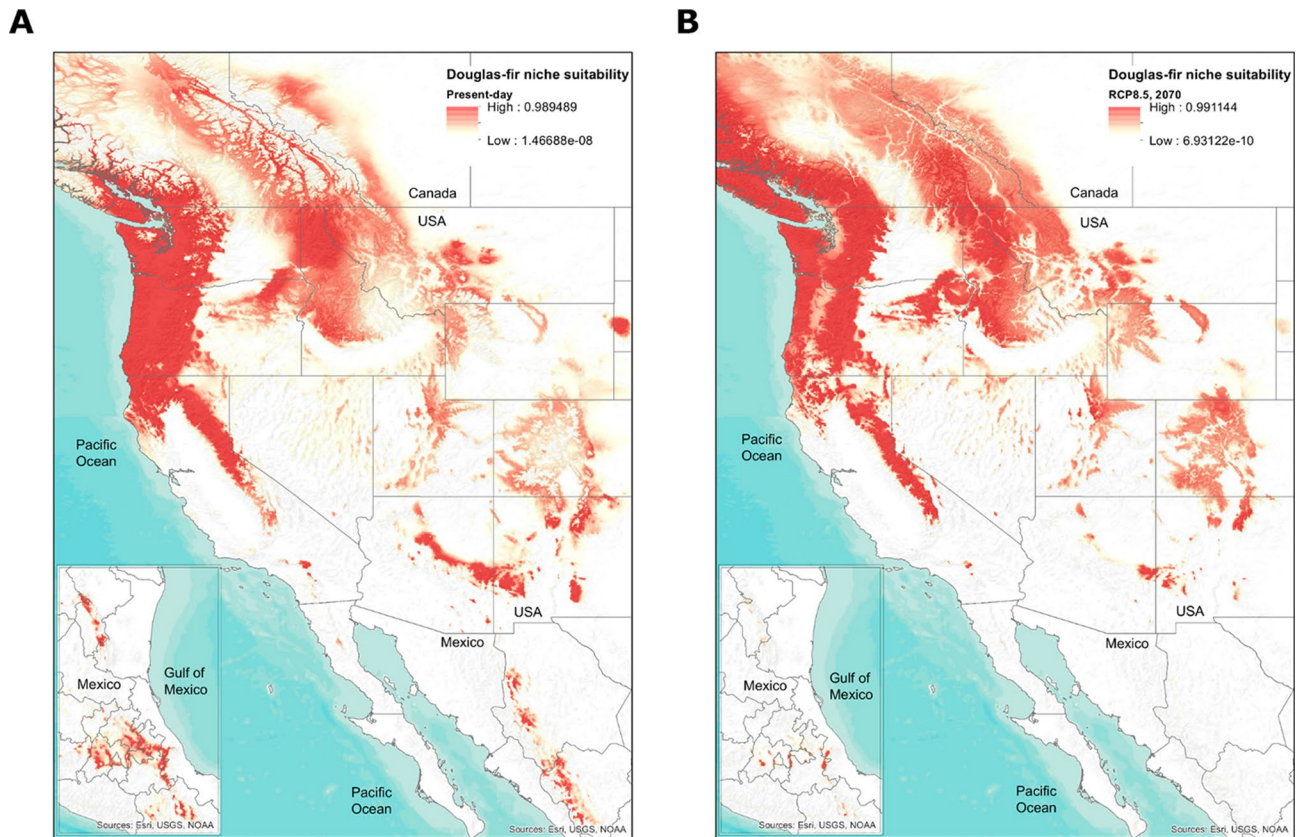 A
Douglas-fir niche suitability
Present-day
High : 0.989489
Low : 1.46688e-08
Canada
USA
Pacific
Ocean
USA
Mexico
Gulf of
Mexico
Mexico
Pacific
Ocean
Sources: Esri, USGS, NOAA
Sources: Esri, USGS, NOAA
B
Douglas-fir niche suitability
RCP8.5, 2070
High : 0.991144
Low : 6.93122e-10
Canada
USA
Pacific
Ocean
USA
Mexico
Gulf of
Mexico
Mexico
Pacific
Ocean
Sources: Esri, USGS, NOAA
Sources: Esri, USGS, NOAA